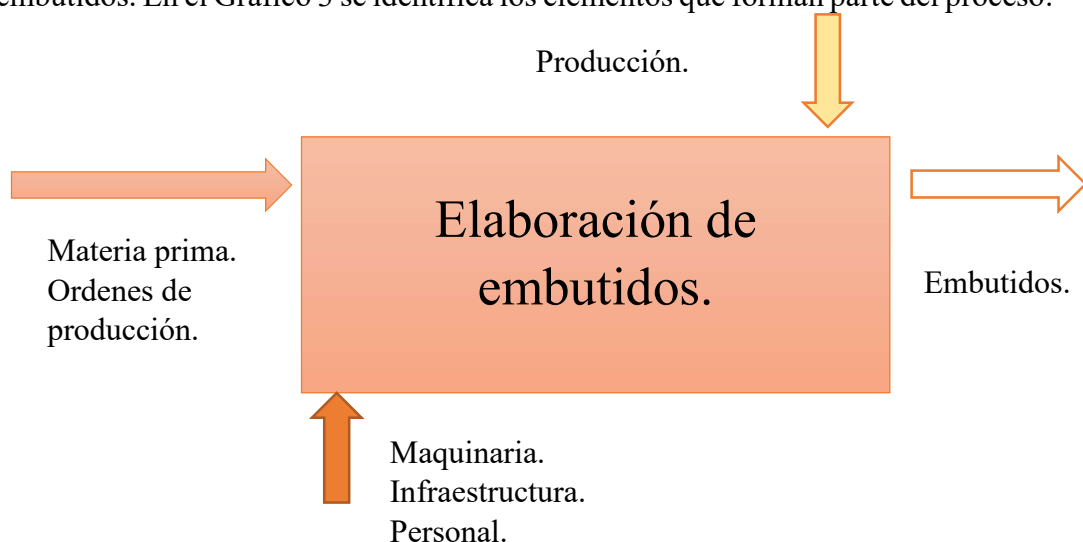 embutidos. En el Gráfico 3 se identifica los elementos que forman parte del proceso.
Producción.
Elaboración de
embutidos.
Materia prima.
Ordenes de
producción.
Embutidos.
Maquinaria.
Infraestructura.
Personal.